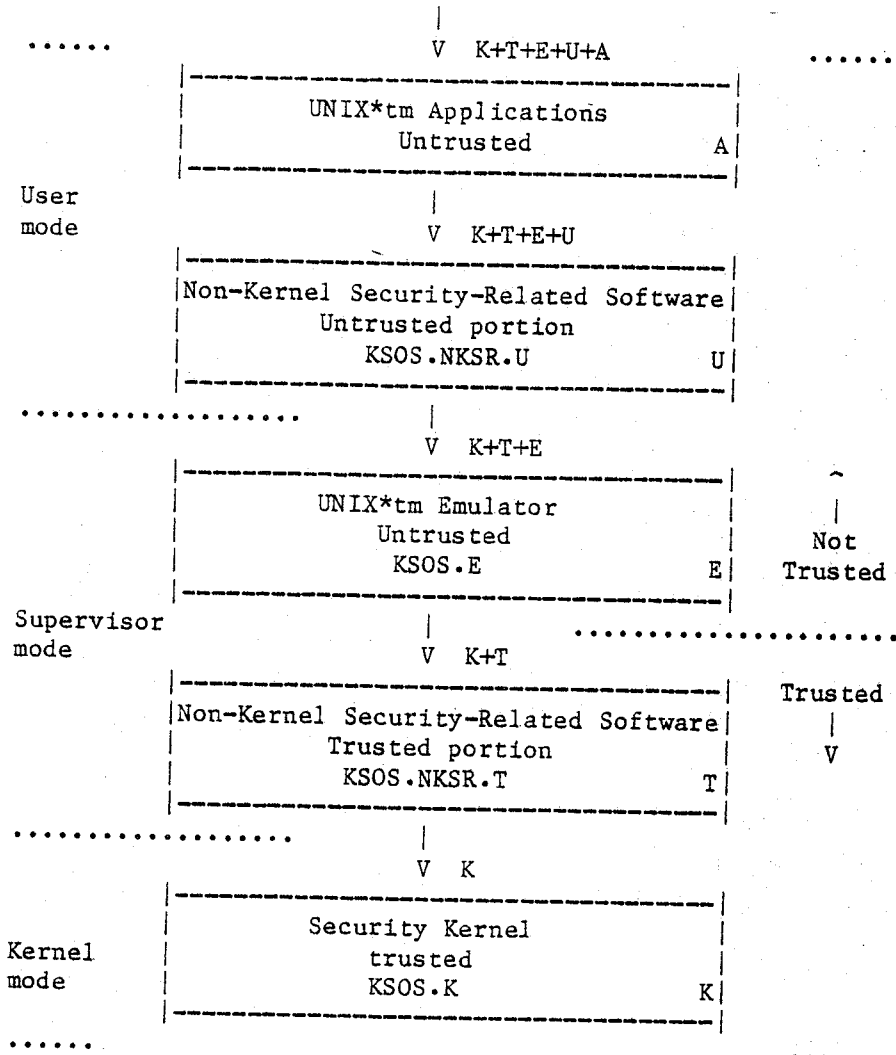 V K+T+E+U+A
UNIX*tm Applications
Untrusted A
User
mode
V K+T+E+U
Non-Kernel Security-Related Software
Untrusted portion
KSOS.NKSR.U U
V K+T+E
UNIX*tm Emulator
Untrusted
KSOS.E E
Not
Trusted
Supervisor
mode
V K+T
Trusted
Non-Kernel Security-Related Software
Trusted portion
KSOS.NKSR.T T
V
V K
Security Kernel
trusted
KSOS.K K
Kernel
mode